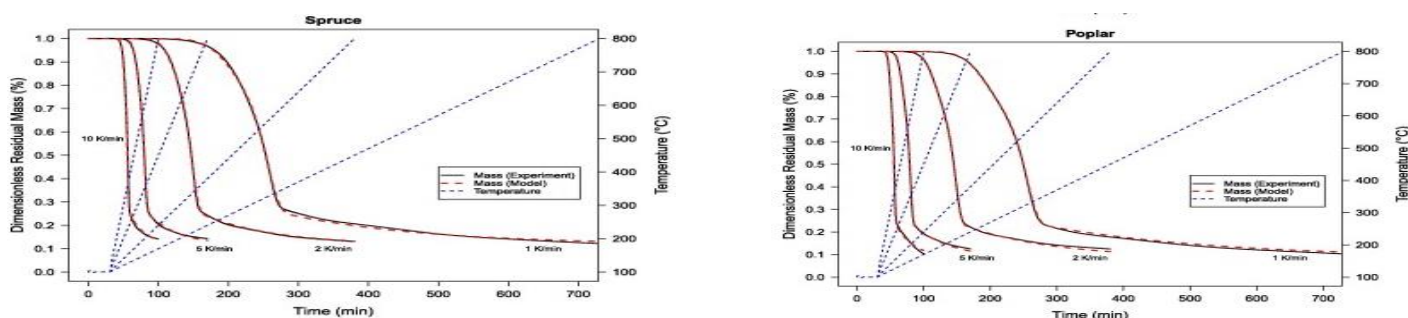 Spruce
Dimensionless Residual Mass (%)
1.0
0.9
0.8
0.7
0.6
0.5
0.4
0.3
0.2
0.1
0.0
800
700
600
500
400
300
200
100
Temperature (°C)
10 K/min
5 K/min
2 K/min
1 K/min
Mass (Experiment)
Mass (Model)
Temperature
0
100
200
300
400
500
600
700
Time (min)
Poplar
Dimensionless Residual Mass (%)
1.0
0.9
0.8
0.7
0.6
0.5
0.4
0.3
0.2
0.1
0.0
800
700
600
500
400
300
200
100
Temperature (°C)
10 K/min
5 K/min
2 K/min
1 K/min
Mass (Experiment)
Mass (Model)
Temperature
0
100
200
300
400
500
600
700
Time (min)